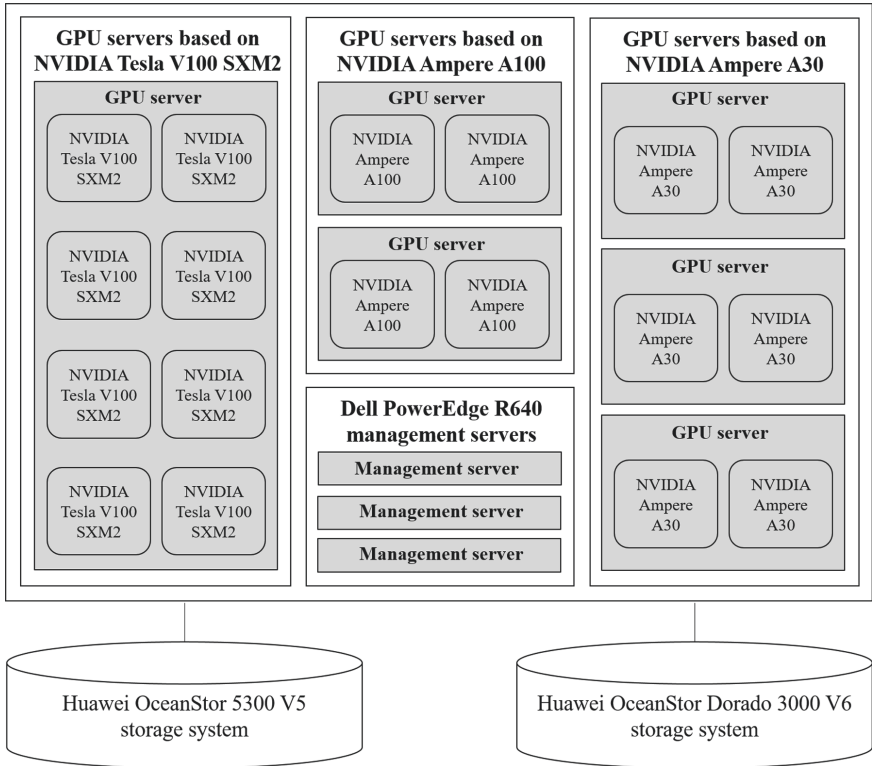 GPU servers based on
NVIDIA Tesla V100 SXM2
GPU server
NVIDIA
Tesla V100
SXM2
NVIDIA
Tesla V100
SXM2
NVIDIA
Tesla V100
SXM2
NVIDIA
Tesla V100
SXM2
NVIDIA
Tesla V100
SXM2
NVIDIA
Tesla V100
SXM2
NVIDIA
Tesla V100
SXM2
NVIDIA
Tesla V100
SXM2
GPU servers based on
NVIDIA Ampere A100
GPU server
NVIDIA
Ampere
A100
NVIDIA
Ampere
A100
GPU server
NVIDIA
Ampere
A100
NVIDIA
Ampere
A100
Dell PowerEdge R640
management servers
Management server
Management server
Management server
GPU servers based on
NVIDIA Ampere A30
GPU server
NVIDIA
Ampere
A30
NVIDIA
Ampere
A30
GPU server
NVIDIA
Ampere
A30
NVIDIA
Ampere
A30
GPU server
NVIDIA
Ampere
A30
NVIDIA
Ampere
A30
Huawei OceanStor 5300 V5
storage system
Huawei OceanStor Dorado 3000 V6
storage system